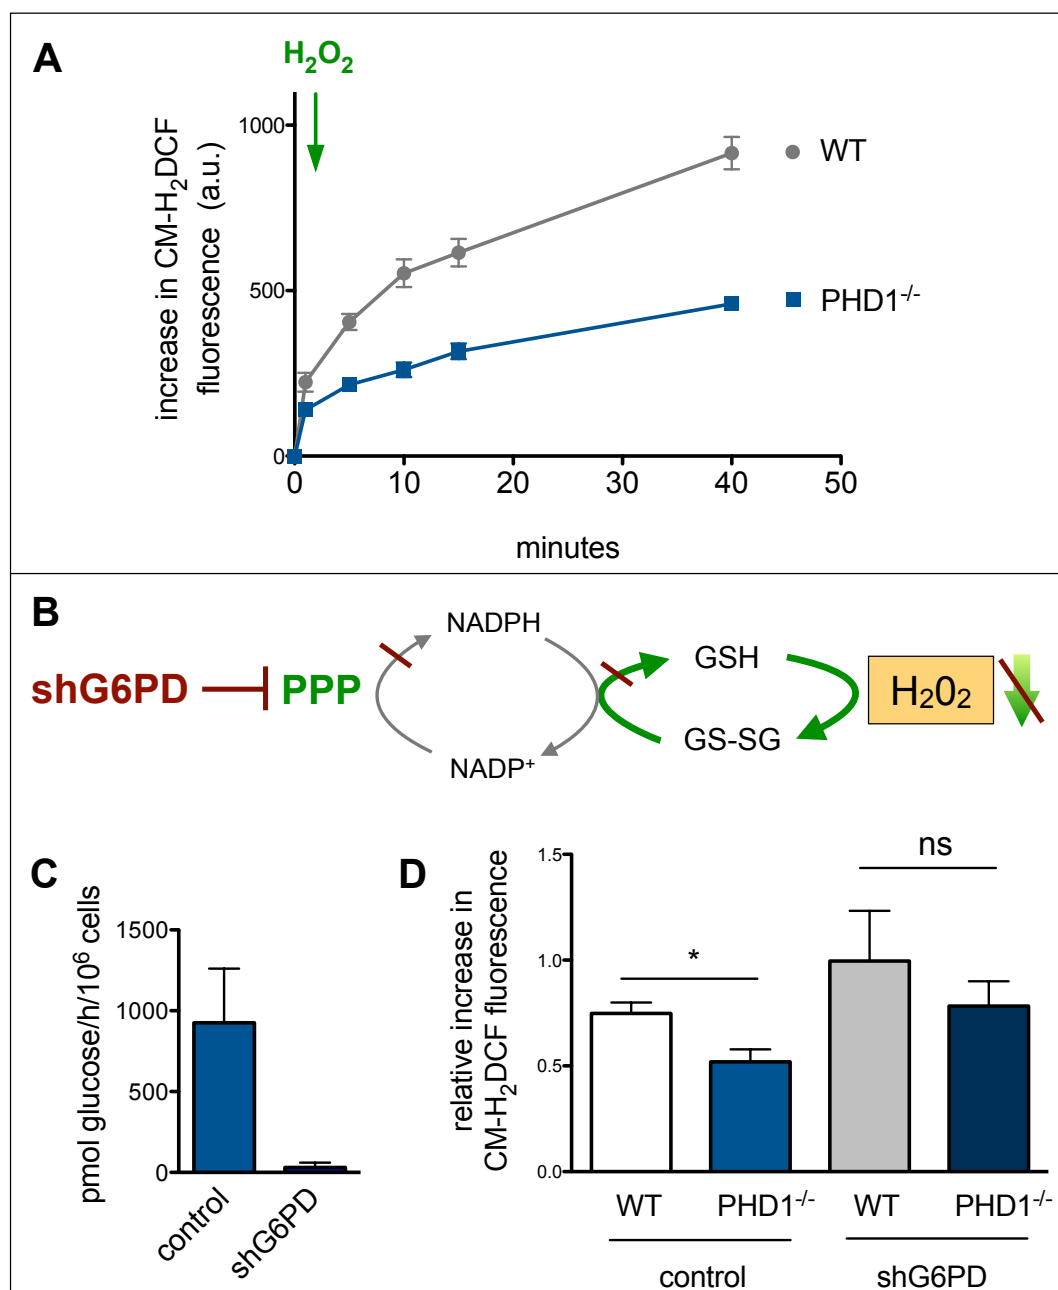 A
H₂O₂
increase in CM-H₂DCF
fluorescence (a.u.)
1000
500
0
0 10 20 30 40 50
minutes
WT
PHD1⁻/⁻
B
shG6PD
PPP
NADPH
NADP⁺
GSH
GS-SG
H₂0₂
C
pmol glucose/h/10⁶ cells
1500
1000
500
0
control
shG6PD
D
relative increase in
CM-H₂DCF fluorescence
1.5
1.0
0.5
0.0
*
ns
WT PHD1⁻/⁻ WT PHD1⁻/⁻
control shG6PD